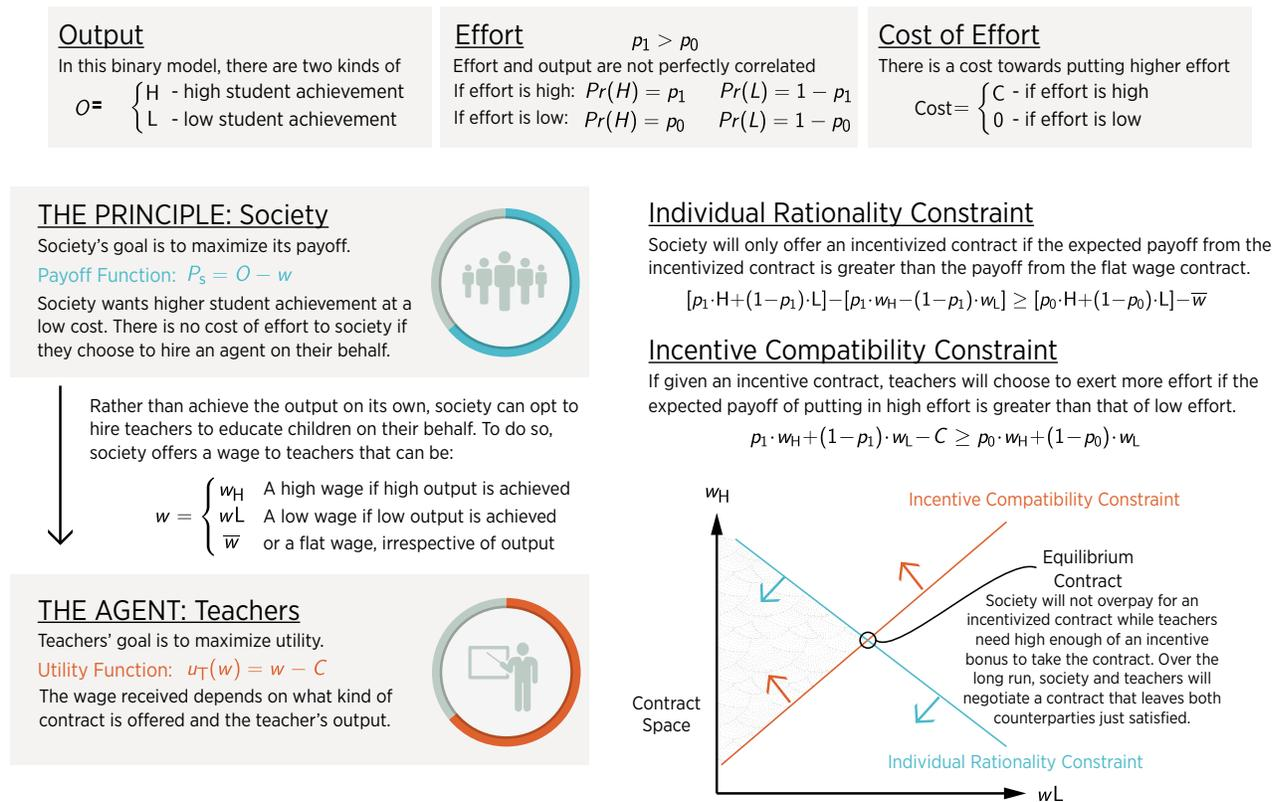 Output
In this binary model, there are two kinds of
O = { H - high student achievement
L - low student achievement
Effort p₁ > p₀
Effort and output are not perfectly correlated
If effort is high: Pr(H) = p₁ Pr(L) = 1 − p₁
If effort is low: Pr(H) = p₀ Pr(L) = 1 − p₀
Cost of Effort
There is a cost towards putting higher effort
Cost= { C - if effort is high
0 - if effort is low
THE PRINCIPLE: Society
Society's goal is to maximize its payoff.
Payoff Function: Pₛ = O − w
Society wants higher student achievement at a
low cost. There is no cost of effort to society if
they choose to hire an agent on their behalf.
Rather than achieve the output on its own, society can opt to
hire teachers to educate children on their behalf. To do so,
society offers a wage to teachers that can be:
w_H A high wage if high output is achieved
w = { wL A low wage if low output is achieved
w̅ or a flat wage, irrespective of output
THE AGENT: Teachers
Teachers' goal is to maximize utility.
Utility Function: u_T(w) = w − C
The wage received depends on what kind of
contract is offered and the teacher's output.
Individual Rationality Constraint
Society will only offer an incentivized contract if the expected payoff from the
incentivized contract is greater than the payoff from the flat wage contract.
[p₁·H+(1−p₁)·L]−[p₁·w_H−(1−p₁)·w_L] ≥ [p₀·H+(1−p₀)·L]−w̅
Incentive Compatibility Constraint
If given an incentive contract, teachers will choose to exert more effort if the
expected payoff of putting in high effort is greater than that of low effort.
p₁·w_H+(1−p₁)·w_L−C ≥ p₀·w_H+(1−p₀)·w_L
w_H
Incentive Compatibility Constraint
Equilibrium
Contract
Society will not overpay for an
incentivized contract while teachers
need high enough of an incentive
bonus to take the contract. Over the
long run, society and teachers will
negotiate a contract that leaves both
counterparties just satisfied.
Contract
Space
Individual Rationality Constraint
wL